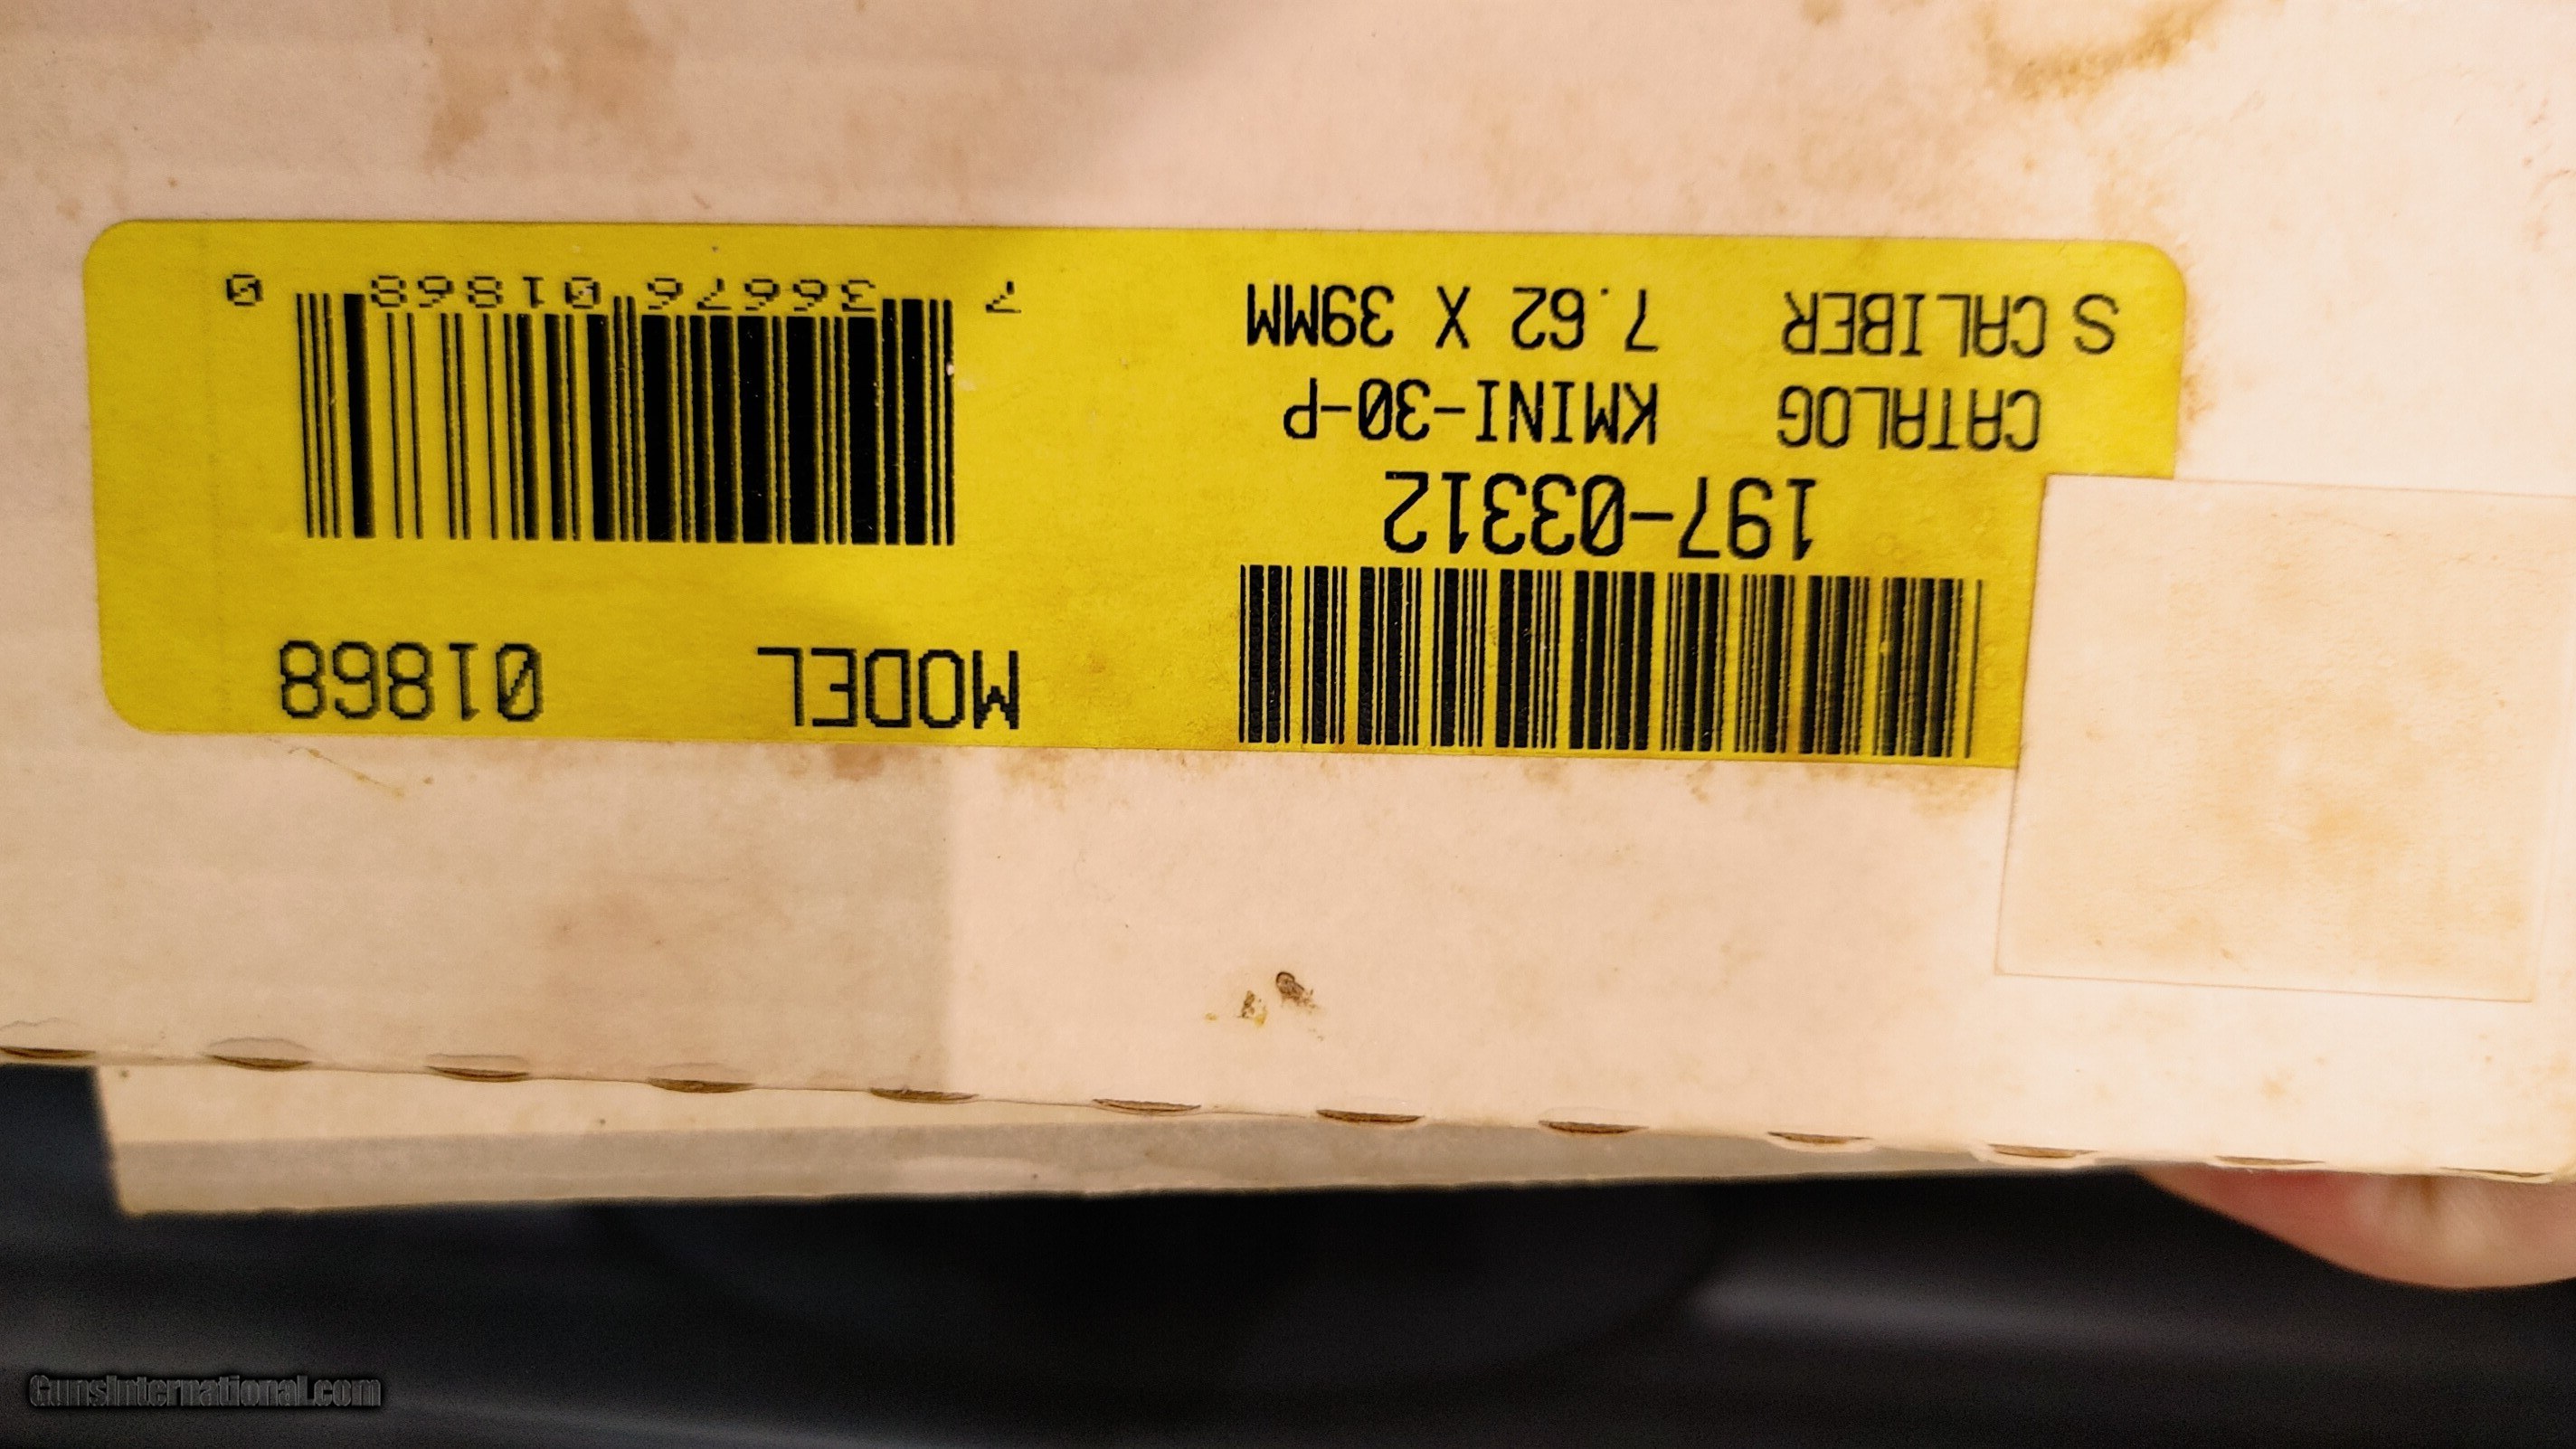 MODEL 01868
7 36676 01868 0
197-03312
CATALOG KMINI-30-P
S CALIBER 7.62 X 39MM
GunsInternational.com